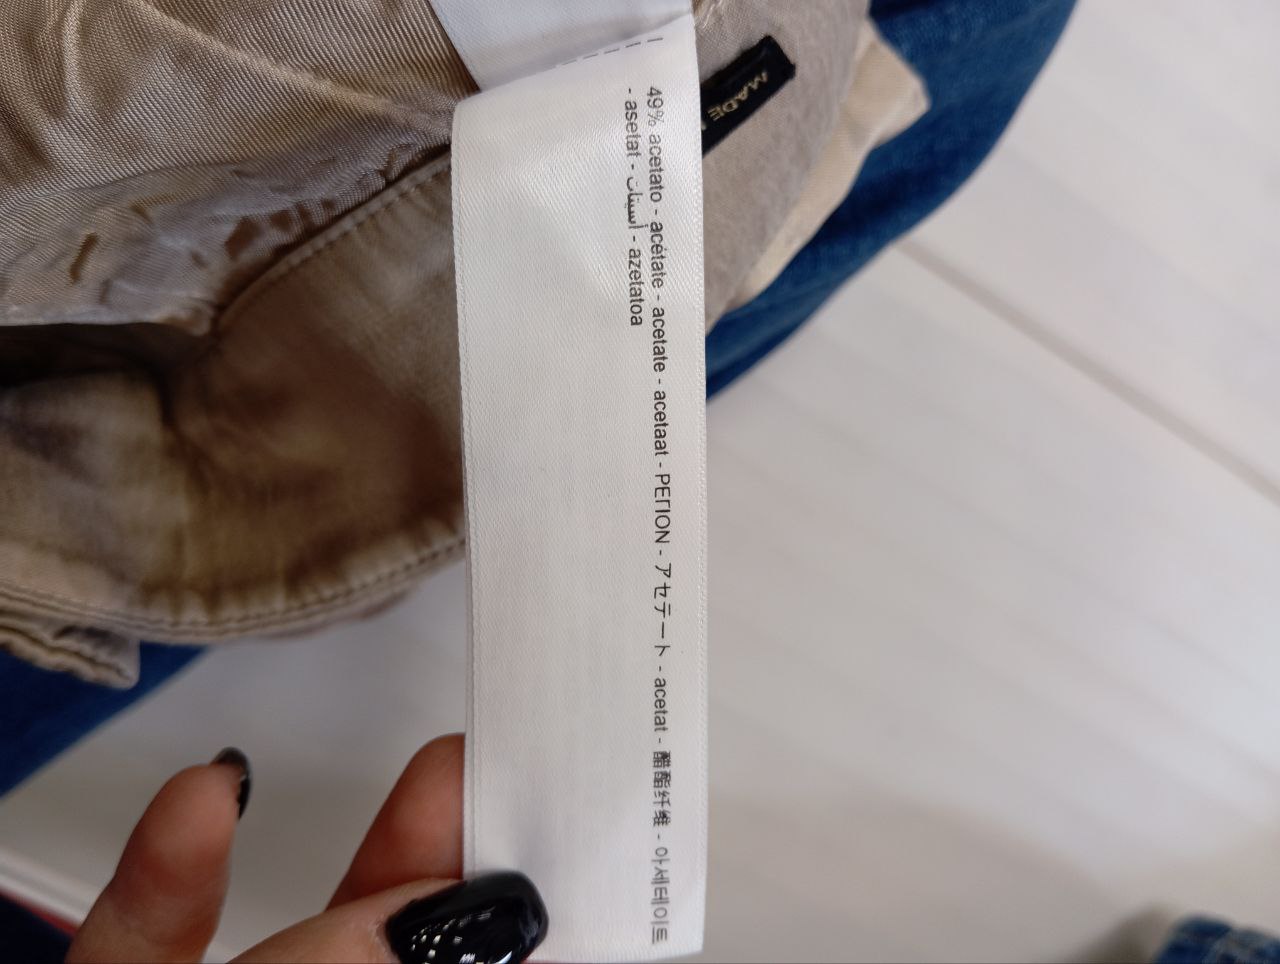 49% acetato - acétate - acetate - acetaat - ΡΕΓΙΟΝ - アセテート - acetat - 醋酯纤维 - 아세테이트
- asetat - أسيتات - azetatoa
MADE